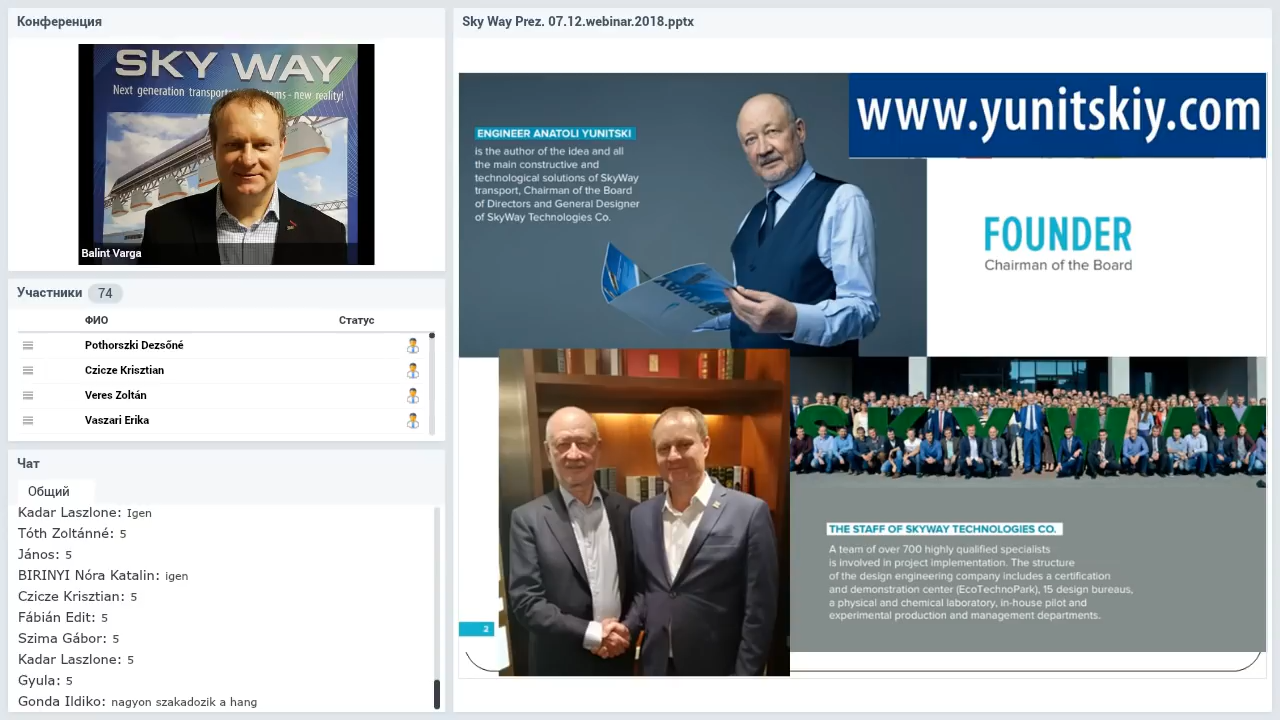 Конференция
SKY WAY
Next generation transportation systems - new reality!
Balint Varga
Участники 74
ФИО Статус
Pothorszki Dezsőné
Czicze Krisztian
Veres Zoltán
Vaszari Erika
Чат
Общий
Kadar Laszlone: Igen
Tóth Zoltánné: 5
János: 5
BIRINYI Nóra Katalin: igen
Czicze Krisztian: 5
Fábián Edit: 5
Szima Gábor: 5
Kadar Laszlone: 5
Gyula: 5
Gonda Ildiko: nagyon szakadozik a hang
Sky Way Prez. 07.12.webinar.2018.pptx
www.yunitskiy.com
ENGINEER ANATOLI YUNITSKI
is the author of the idea and all
the main constructive and
technological solutions of SkyWay
transport, Chairman of the Board
of Directors and General Designer
of SkyWay Technologies Co.
FOUNDER
Chairman of the Board
SKYWAY
THE STAFF OF SKYWAY TECHNOLOGIES CO.
A team of over 700 highly qualified specialists
is involved in project implementation. The structure
of the design engineering company includes a certification
and demonstration center (EcoTechnoPark), 15 design bureaus,
a physical and chemical laboratory, in-house pilot and
experimental production and management departments.
2